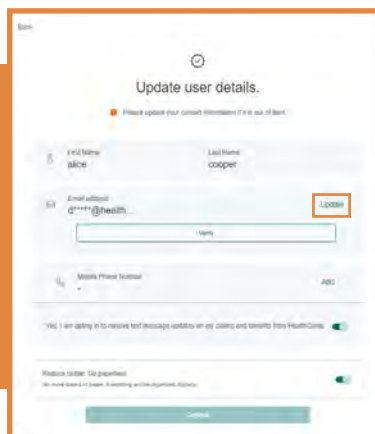 Back
Update user details.
Please update your contact information if it is out of date.
First Name
Last Name
alice
cooper
Email address
d*****@health...
Update
Verify
Mobile Phone Number
-
Add
Yes, I am opting in to receive text message updates on my claims and benefits from HealthComp
Reduce clutter. Go paperless
Continue